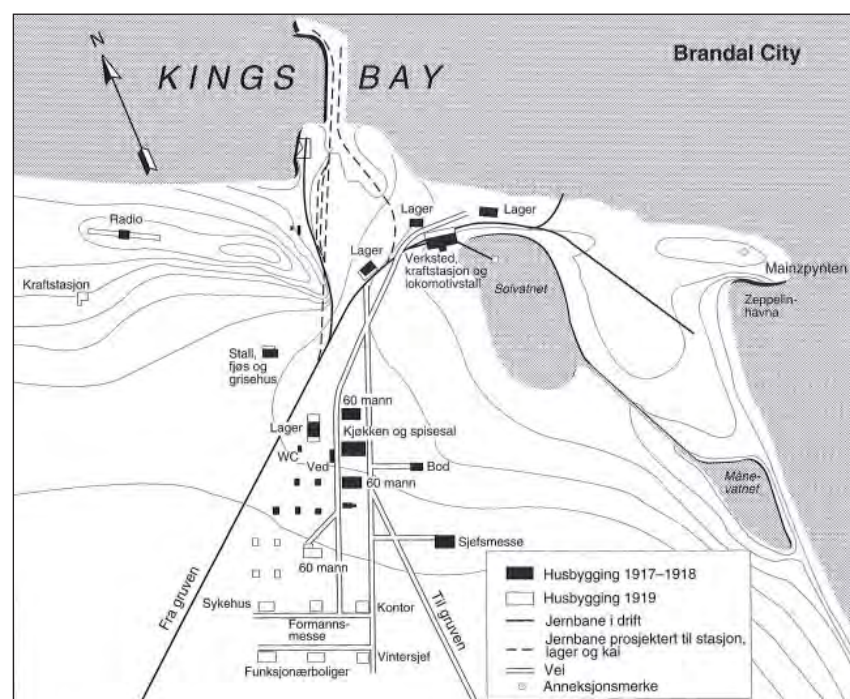 Brandal City
N
KINGS BAY
Radio
Kraftstasjon
Lager
Lager
Lager
Verksted,
kraftstasjon og
lokomotivstall
Solvatnet
Mainzpynten
Zeppelin-
havna
Stall,
fjøs og
grisehus
60 mann
Lager
Kjøkken og spisesal
WC
Ved
Bod
60 mann
Måne-
vatnet
Sjefsmesse
60 mann
Sykehus
Kontor
Formanns-
messe
Funksjonærboliger
Vintersjef
Fra gruven
Til gruven
Husbygging 1917–1918
Husbygging 1919
Jernbane i drift
Jernbane prosjektert til stasjon,
lager og kai
Vei
Anneksjonsmerke